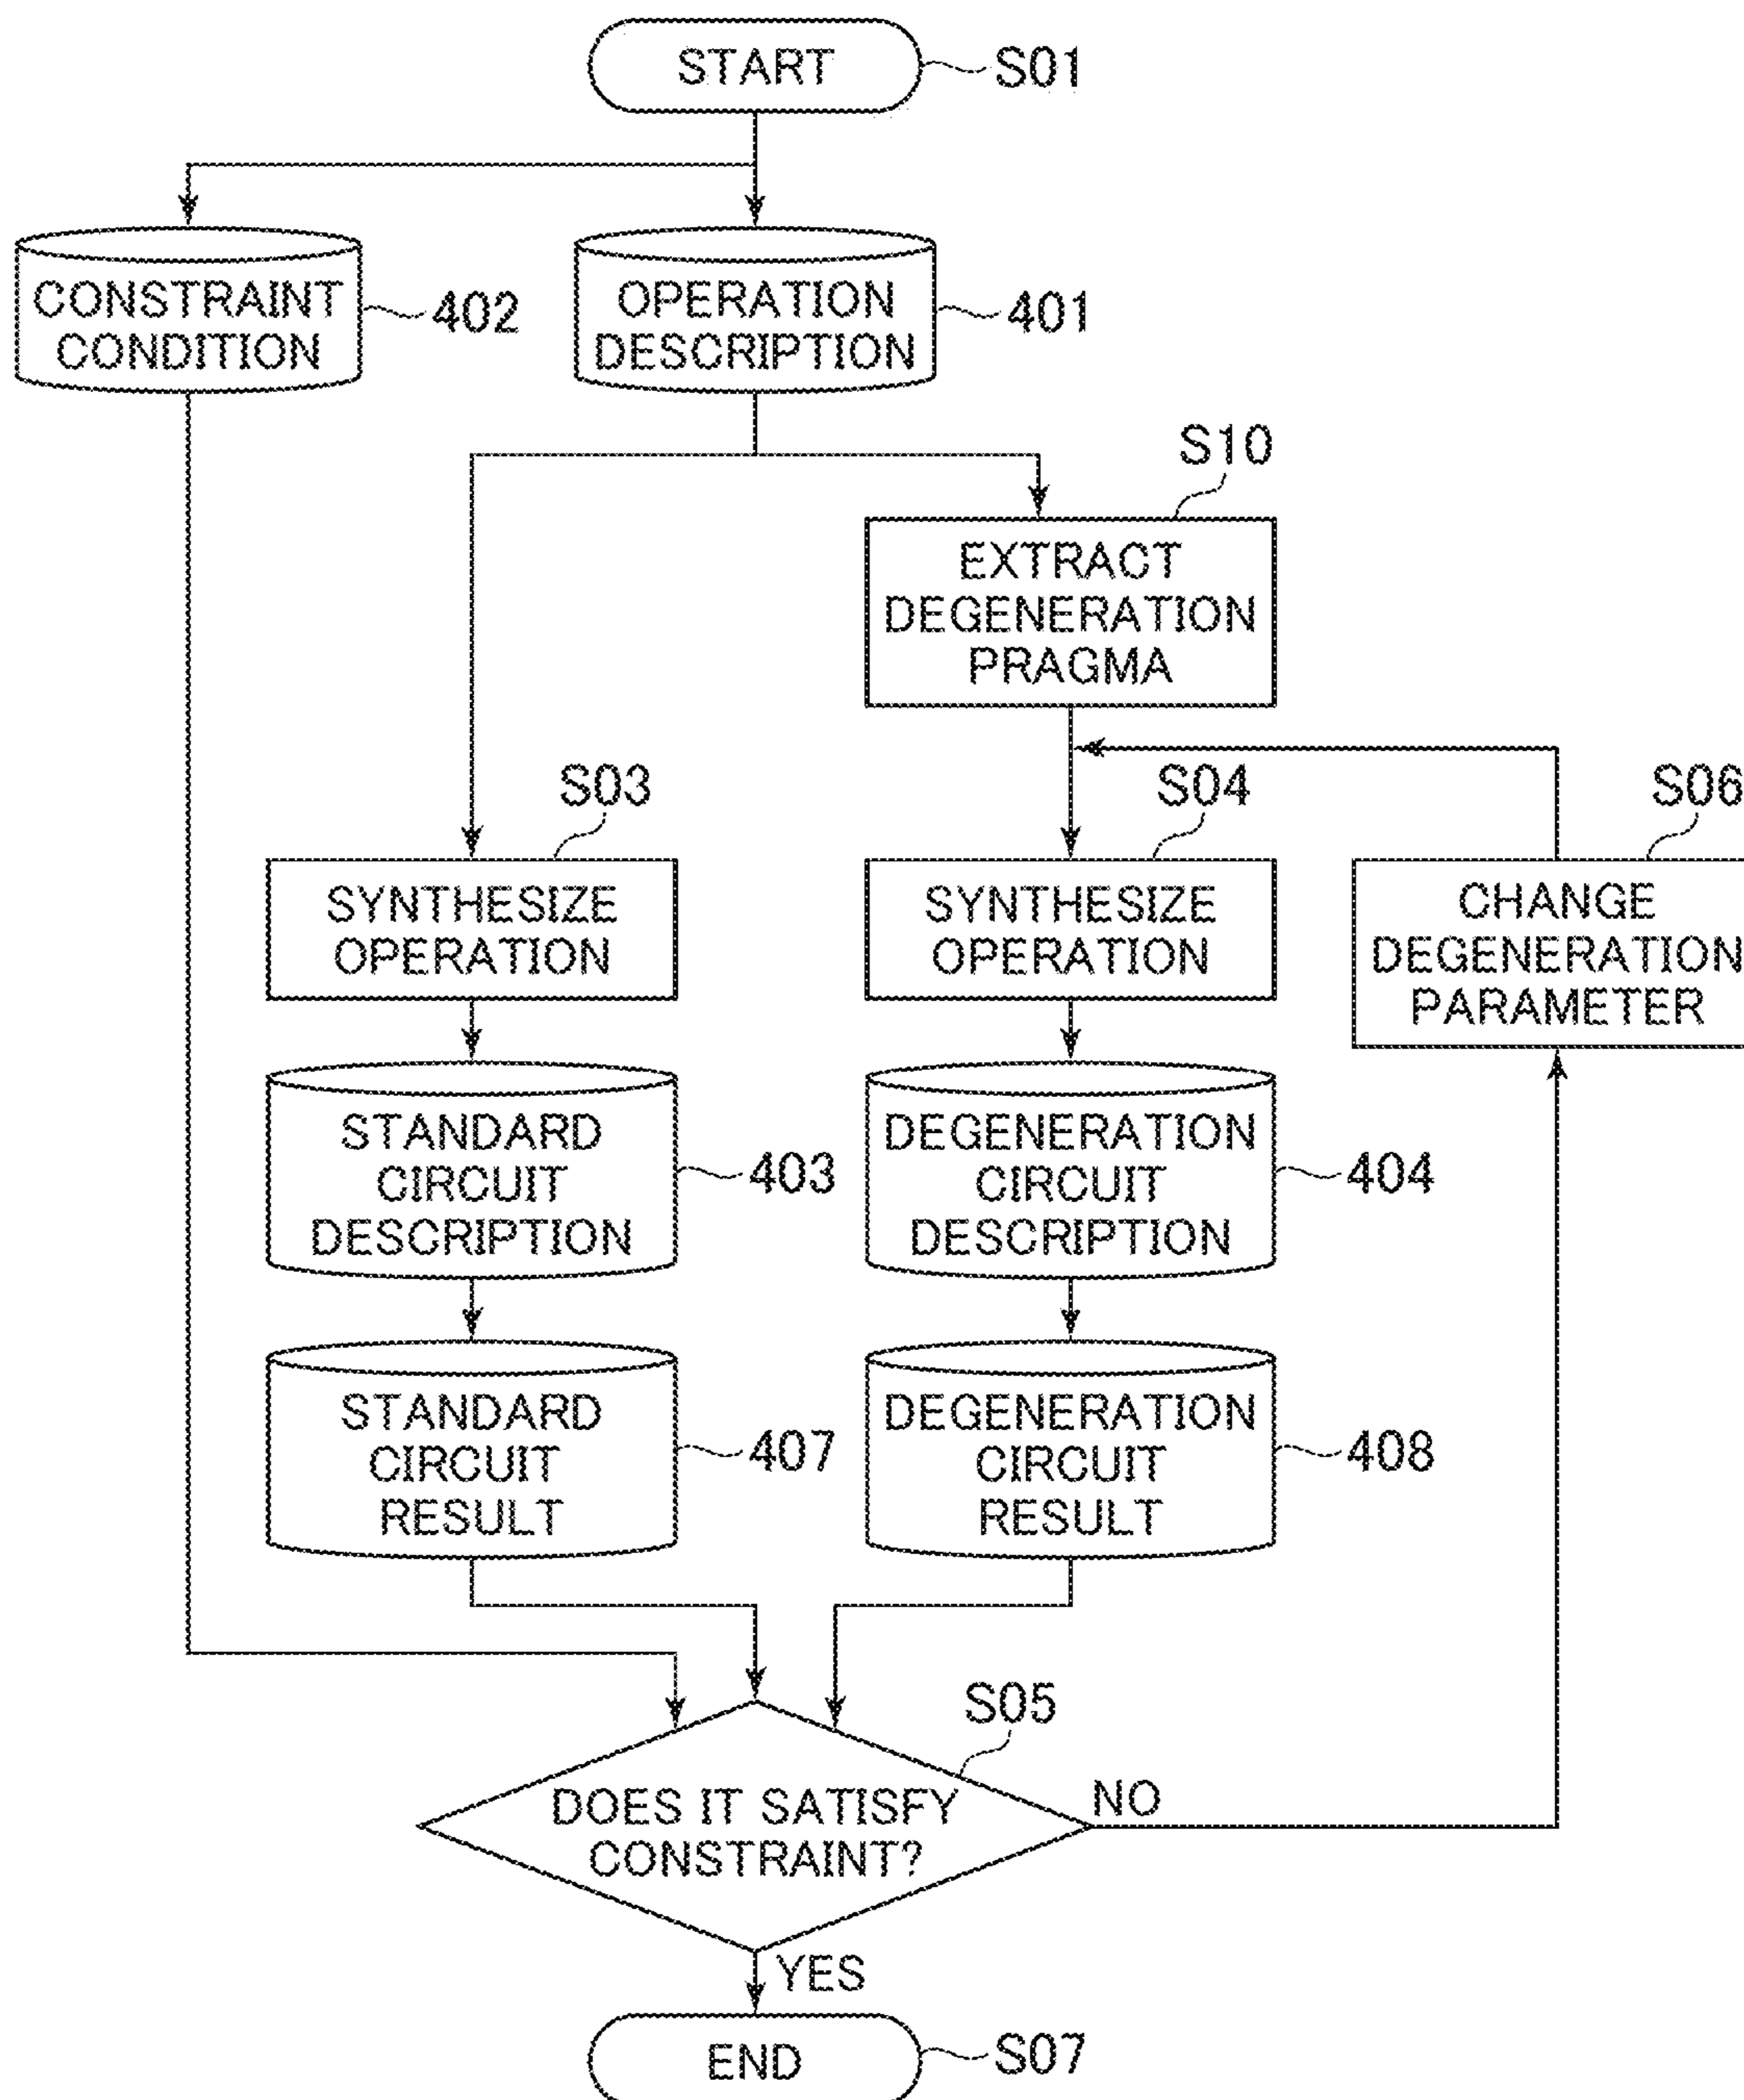 START
S01
CONSTRAINT
CONDITION
402
OPERATION
DESCRIPTION
401
S10
EXTRACT
DEGENERATION
PRAGMA
S03
SYNTHESIZE
OPERATION
S04
SYNTHESIZE
OPERATION
S06
CHANGE
DEGENERATION
PARAMETER
STANDARD
CIRCUIT
DESCRIPTION
403
DEGENERATION
CIRCUIT
DESCRIPTION
404
STANDARD
CIRCUIT
RESULT
407
DEGENERATION
CIRCUIT
RESULT
408
S05
DOES IT SATISFY
CONSTRAINT?
NO
YES
END
S07